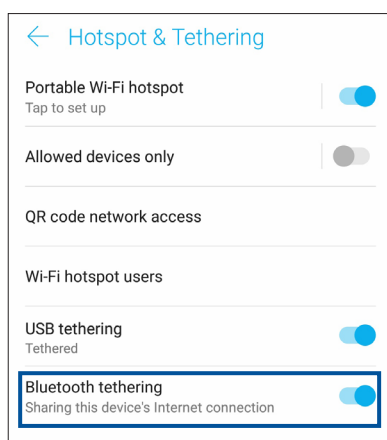 Hotspot & Tethering
Portable Wi-Fi hotspot
Tap to set up
Allowed devices only
QR code network access
Wi-Fi hotspot users
USB tethering
Tethered
Bluetooth tethering
Sharing this device's Internet connection